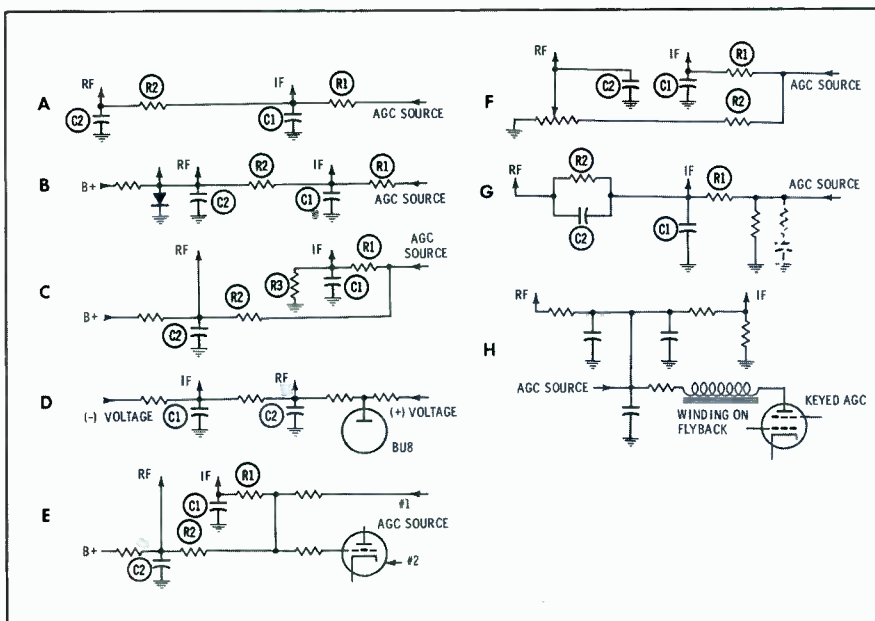 A
RF
R2
IF
R1
C2
C1
AGC SOURCE
B
B+
RF
R2
IF
R1
C2
C1
AGC SOURCE
C
RF
R1
AGC
SOURCE
R3
C1
R2
B+
C2
D
IF
RF
(-) VOLTAGE
C1
C2
(+) VOLTAGE
BU8
E
RF
IF
R1
C1
#1
R2
AGC SOURCE
B+
C2
#2
F
RF
IF
R1
C2
C1
AGC SOURCE
R2
G
RF
R2
IF
R1
AGC SOURCE
C2
C1
H
RF
IF
AGC SOURCE
KEYED AGC
WINDING ON
FLYBACK